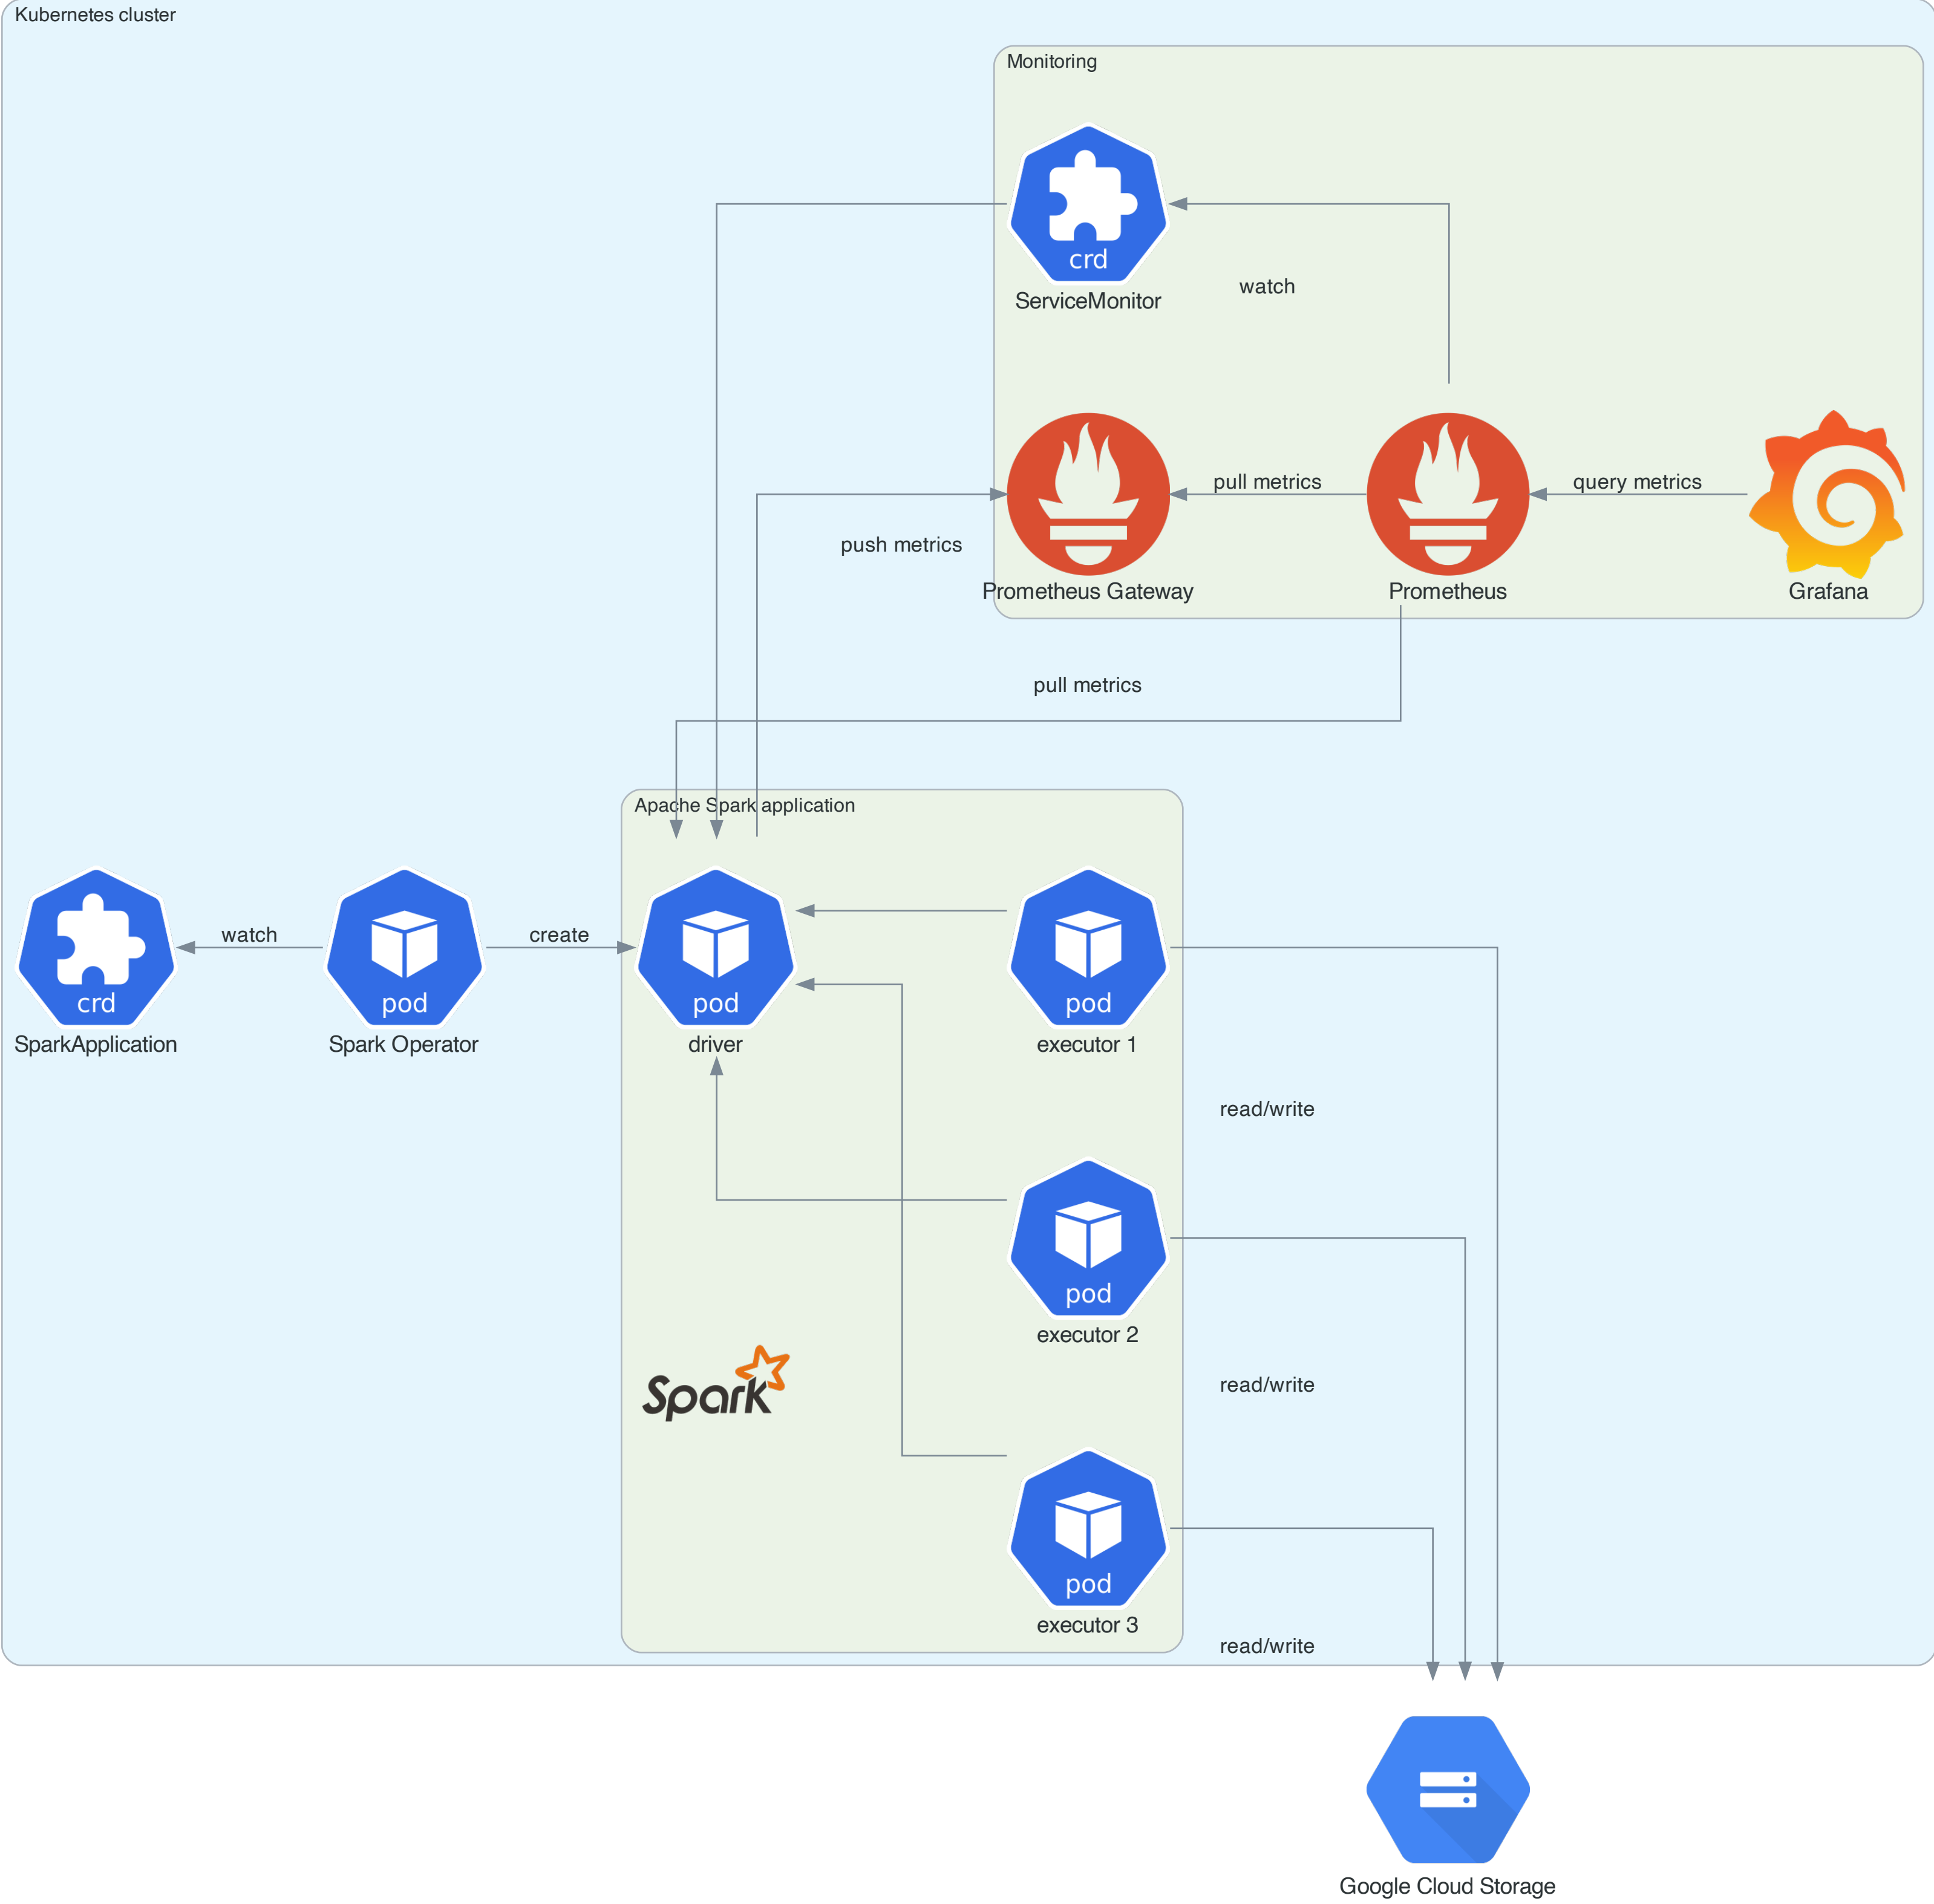 Kubernetes cluster
Monitoring
crd
ServiceMonitor
watch
pull metrics
query metrics
push metrics
Prometheus Gateway
Prometheus
Grafana
pull metrics
Apache Spark application
watch
create
crd
pod
pod
pod
SparkApplication
Spark Operator
driver
executor 1
read/write
pod
executor 2
Spark
read/write
pod
executor 3
read/write
Google Cloud Storage